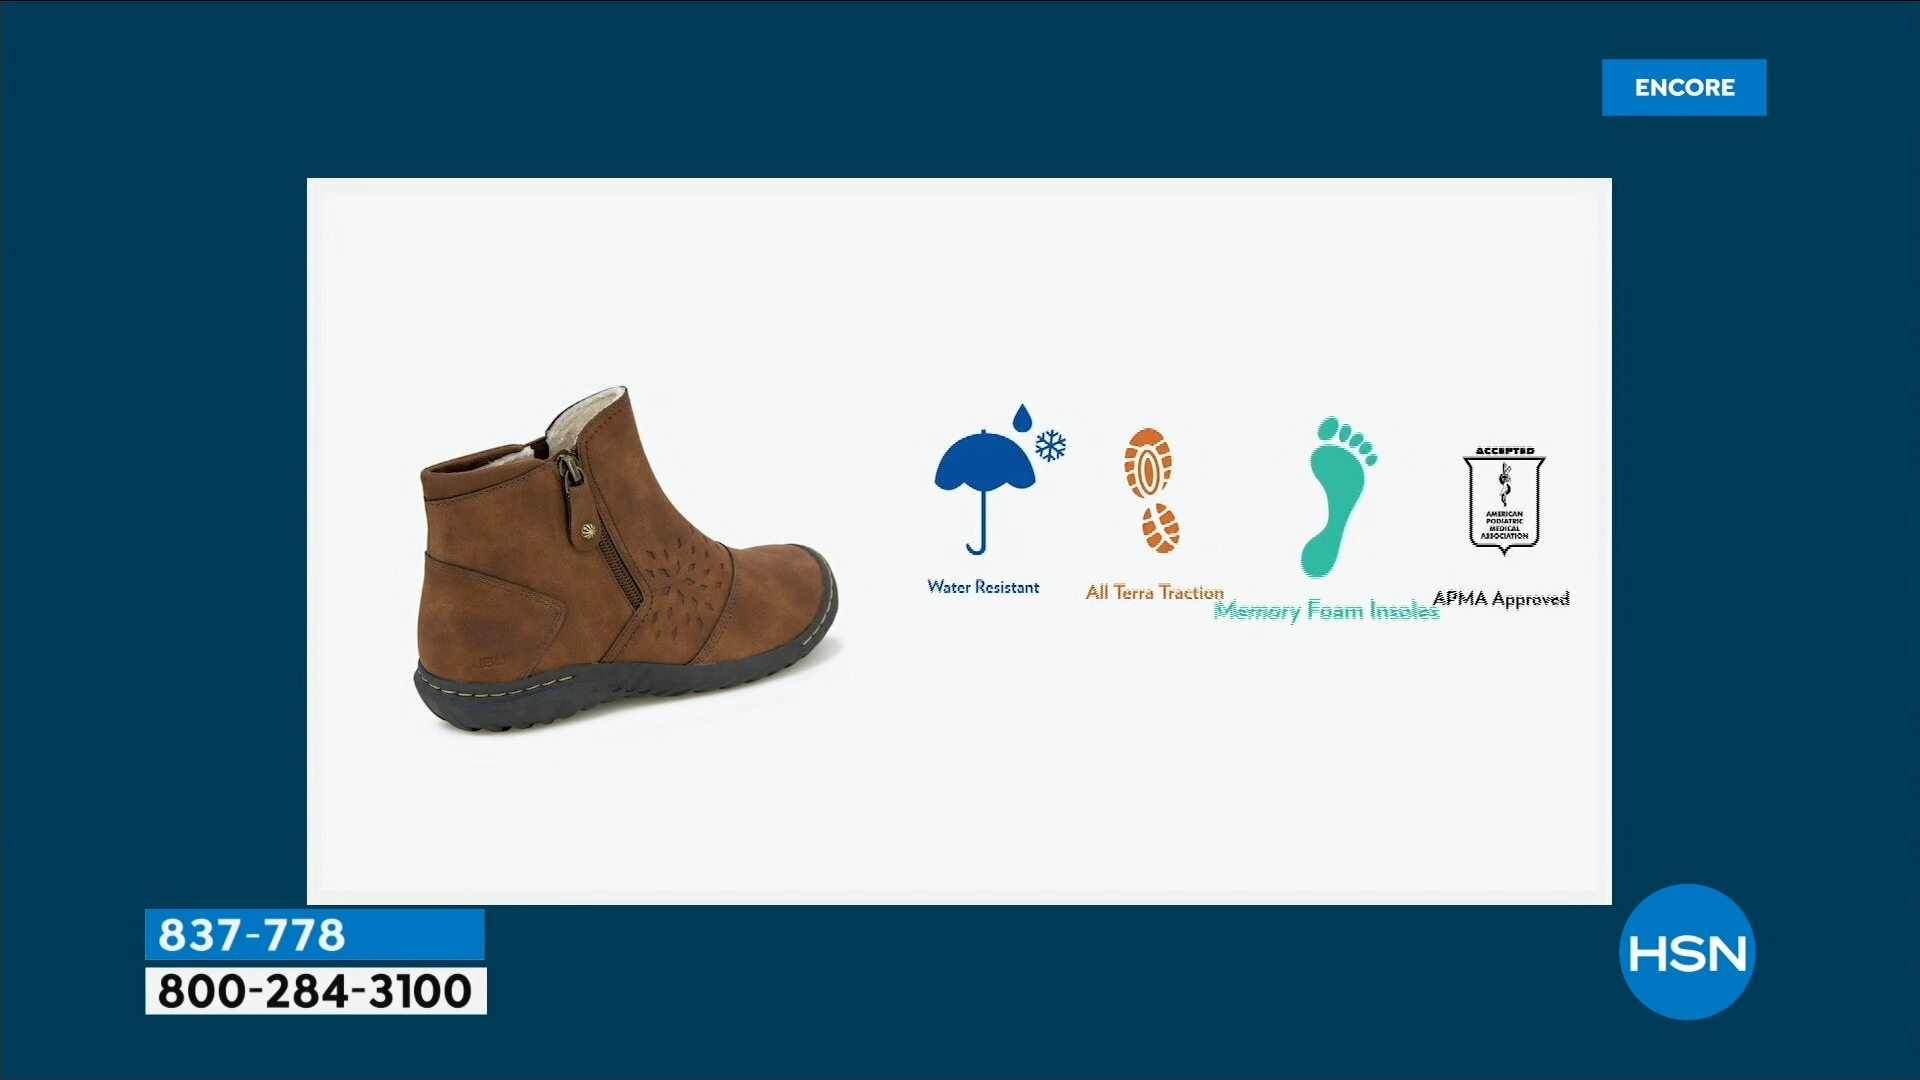 ENCORE
ACCEPTED
AMERICAN
PODIATRIC
MEDICAL
ASSOCIATION
Water Resistant
All Terra Traction
Memory Foam Insoles
APMA Approved
JBU
837-778
800-284-3100
HSN